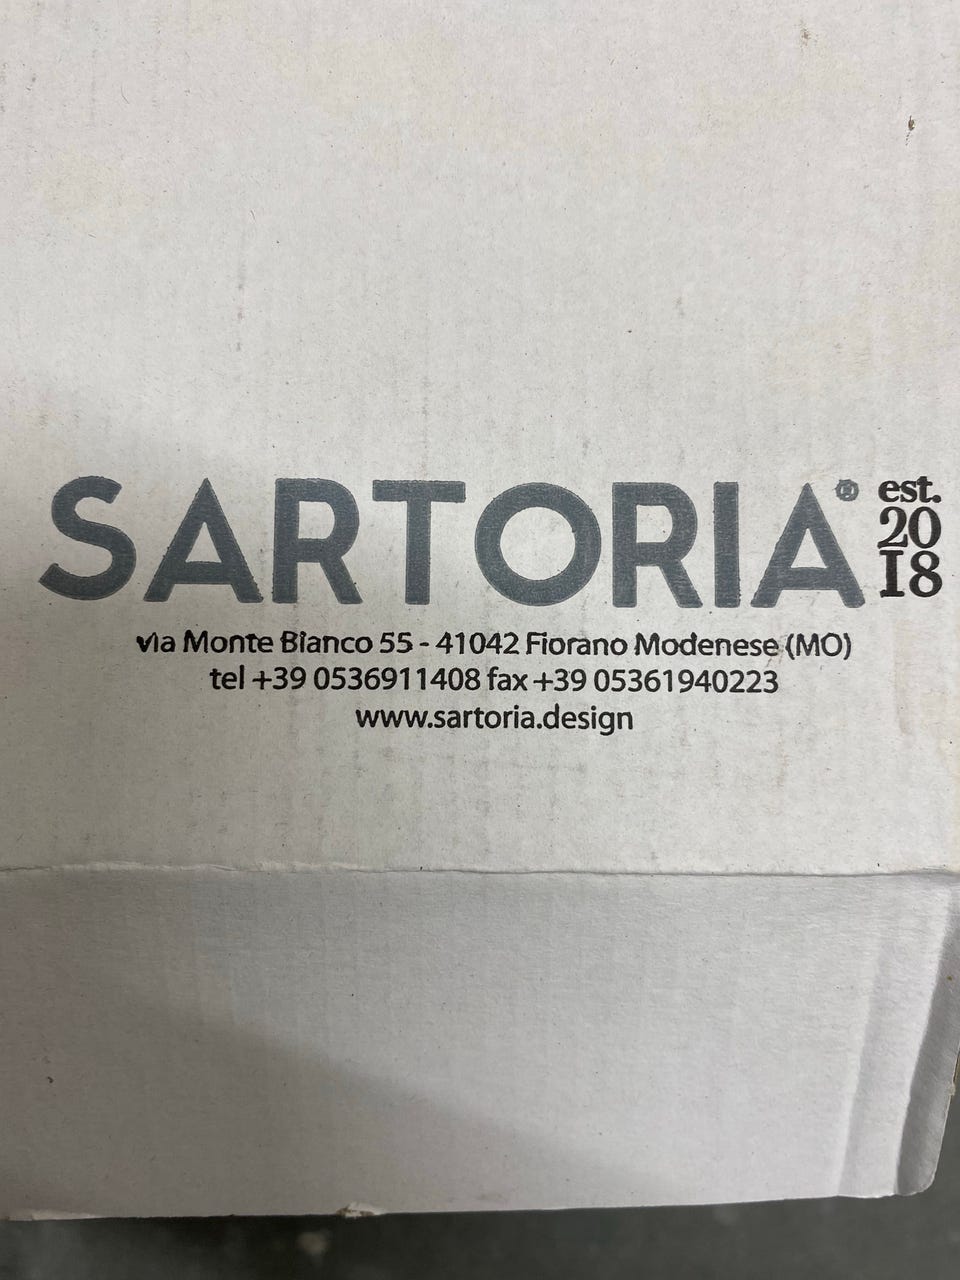 SARTORIA® est.
20
18
via Monte Bianco 55 - 41042 Fiorano Modenese (MO)
tel +39 0536911408 fax +39 05361940223
www.sartoria.design